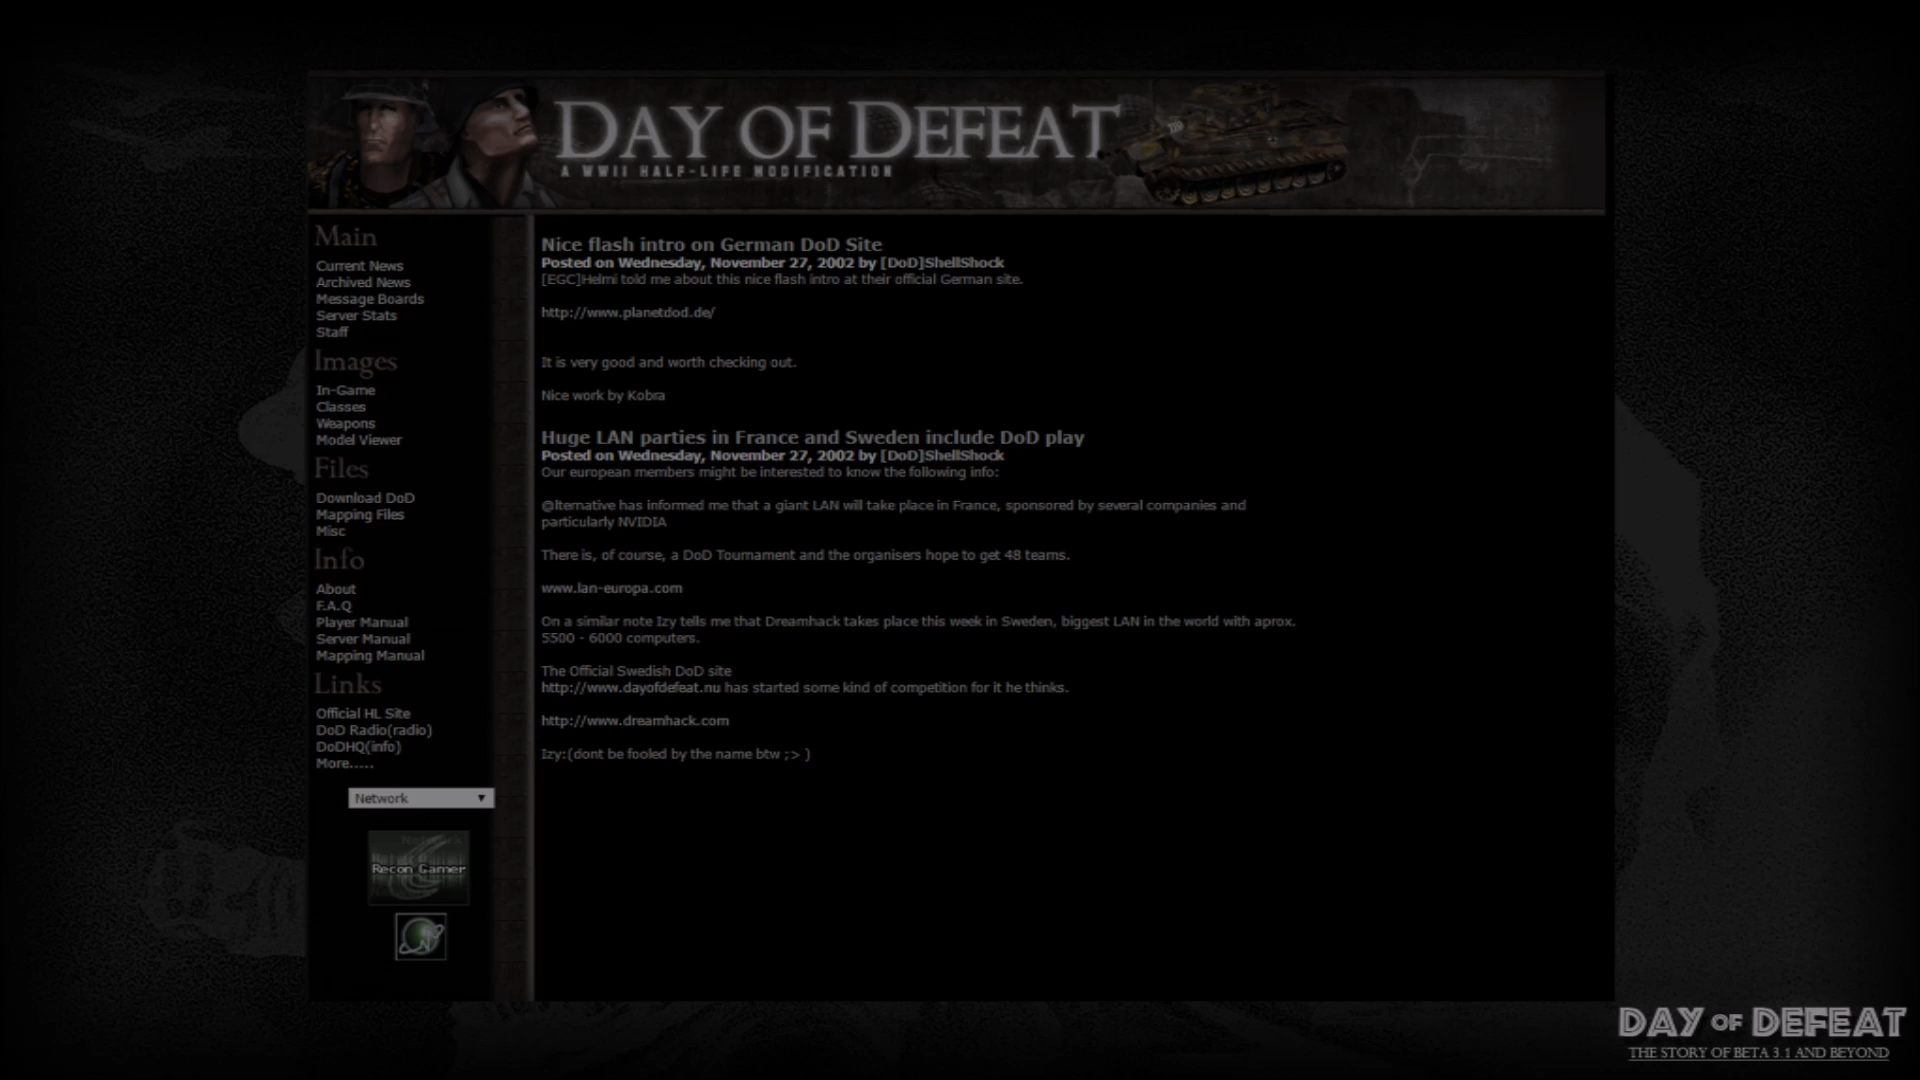 DAY OF DEFEAT
A WWII HALF-LIFE MODIFICATION
Main
Current News
Archived News
Message Boards
Server Stats
Staff
Images
In-Game
Classes
Weapons
Model Viewer
Files
Download DoD
Mapping Files
Misc
Info
About
F.A.Q
Player Manual
Server Manual
Mapping Manual
Links
Official HL Site
DoD Radio(radio)
DoDHQ(info)
More.....
Network
Recon Gamer
Nice flash intro on German DoD Site
Posted on Wednesday, November 27, 2002 by [DoD]ShellShock
[EGC]Helmi told me about this nice flash intro at their official German site.
http://www.planetdod.de/
It is very good and worth checking out.
Nice work by Kobra
Huge LAN parties in France and Sweden include DoD play
Posted on Wednesday, November 27, 2002 by [DoD]ShellShock
Our european members might be interested to know the following info:
@lternative has informed me that a giant LAN will take place in France, sponsored by several companies and
particularly NVIDIA
There is, of course, a DoD Tournament and the organisers hope to get 48 teams.
www.lan-europa.com
On a similar note Izy tells me that Dreamhack takes place this week in Sweden, biggest LAN in the world with aprox.
5500 - 6000 computers.
The Official Swedish DoD site
http://www.dayofdefeat.nu has started some kind of competition for it he thinks.
http://www.dreamhack.com
Izy:(dont be fooled by the name btw ;> )
DAY OF DEFEAT
THE STORY OF BETA 3.1 AND BEYOND